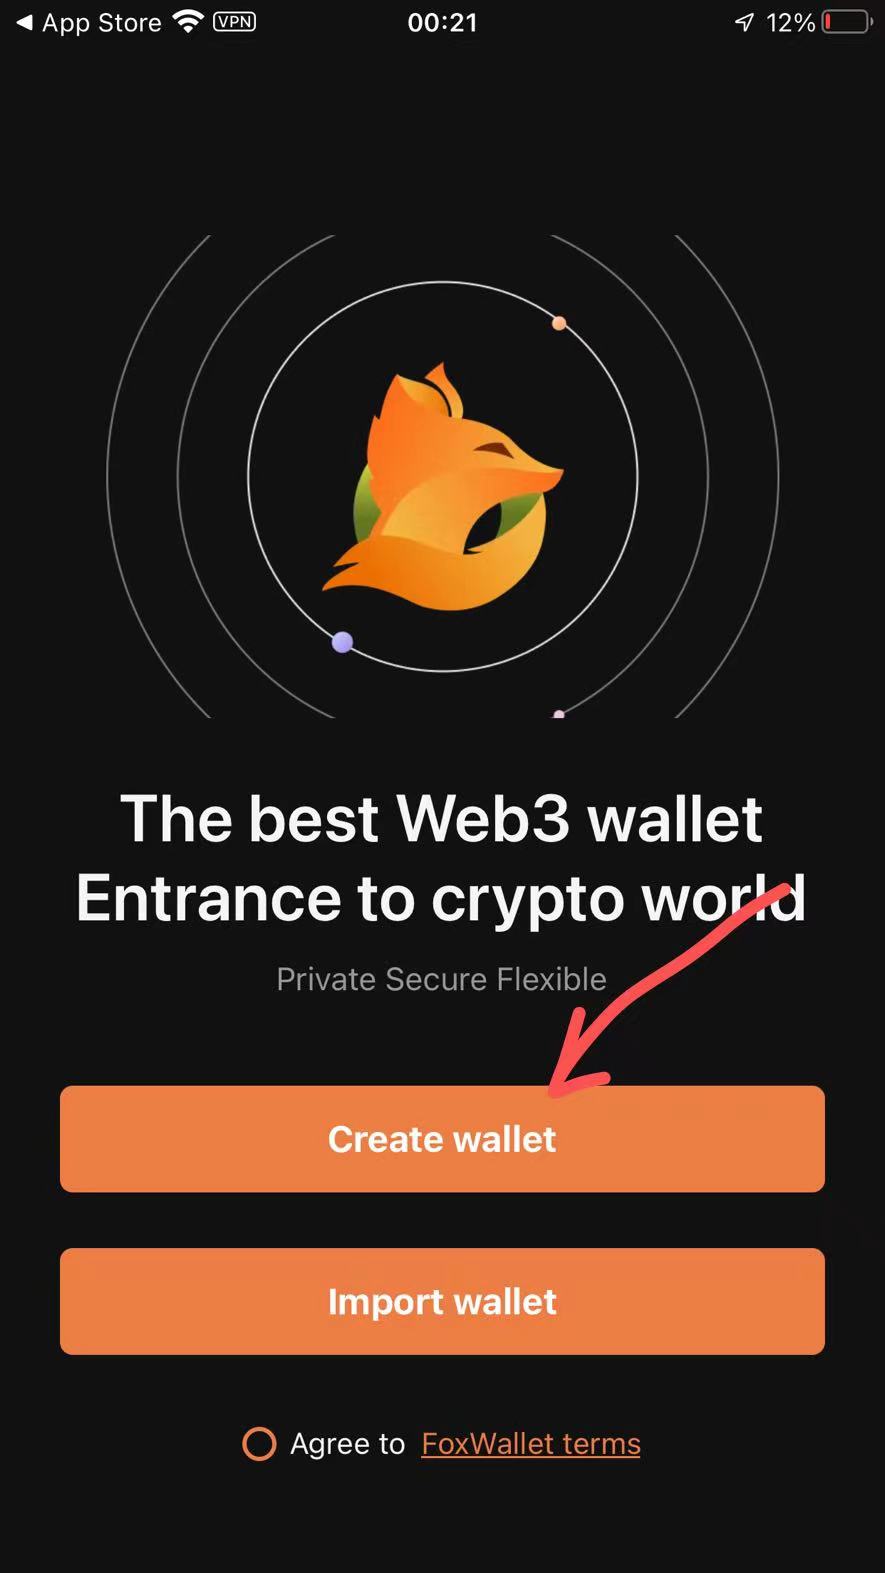 App Store VPN 00:21 12%
The best Web3 wallet
Entrance to crypto world
Private Secure Flexible
Create wallet
Import wallet
Agree to FoxWallet terms